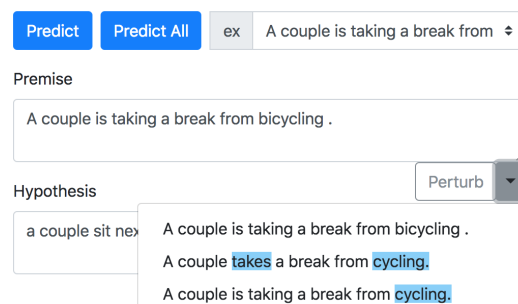 Predict Predict All ex A couple is taking a break from
Premise
A couple is taking a break from bicycling .
Perturb
Hypothesis
a couple sit
A couple is taking a break from bicycling .
A couple takes a break from cycling.
A couple is taking a break from cycling.